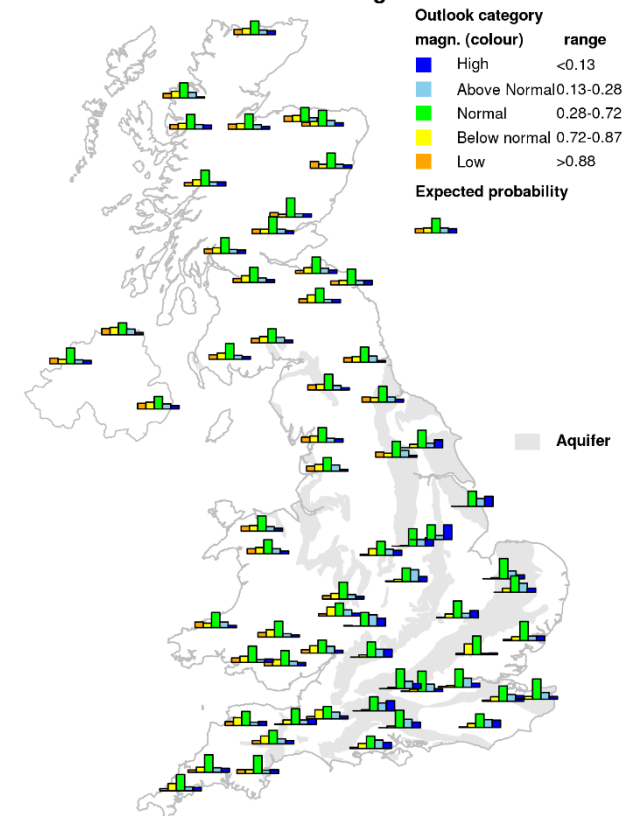 Outlook category
magn. (colour) range
High <0.13
Above Normal 0.13-0.28
Normal 0.28-0.72
Below normal 0.72-0.87
Low >0.88
Expected probability
Aquifer